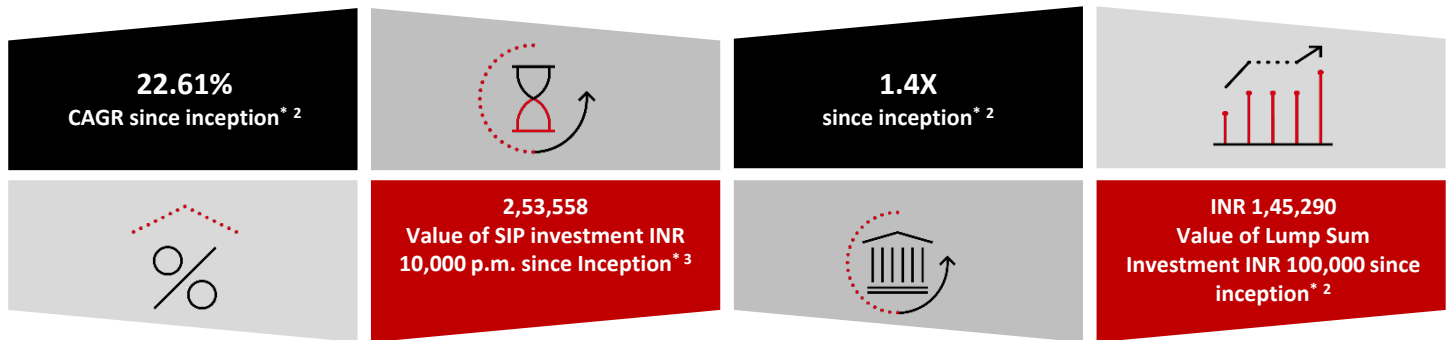 22.61%
CAGR since inception* 2
1.4X
since inception* 2
2,53,558
Value of SIP investment INR
10,000 p.m. since Inception* 3
INR 1,45,290
Value of Lump Sum
Investment INR 100,000 since
inception* 2